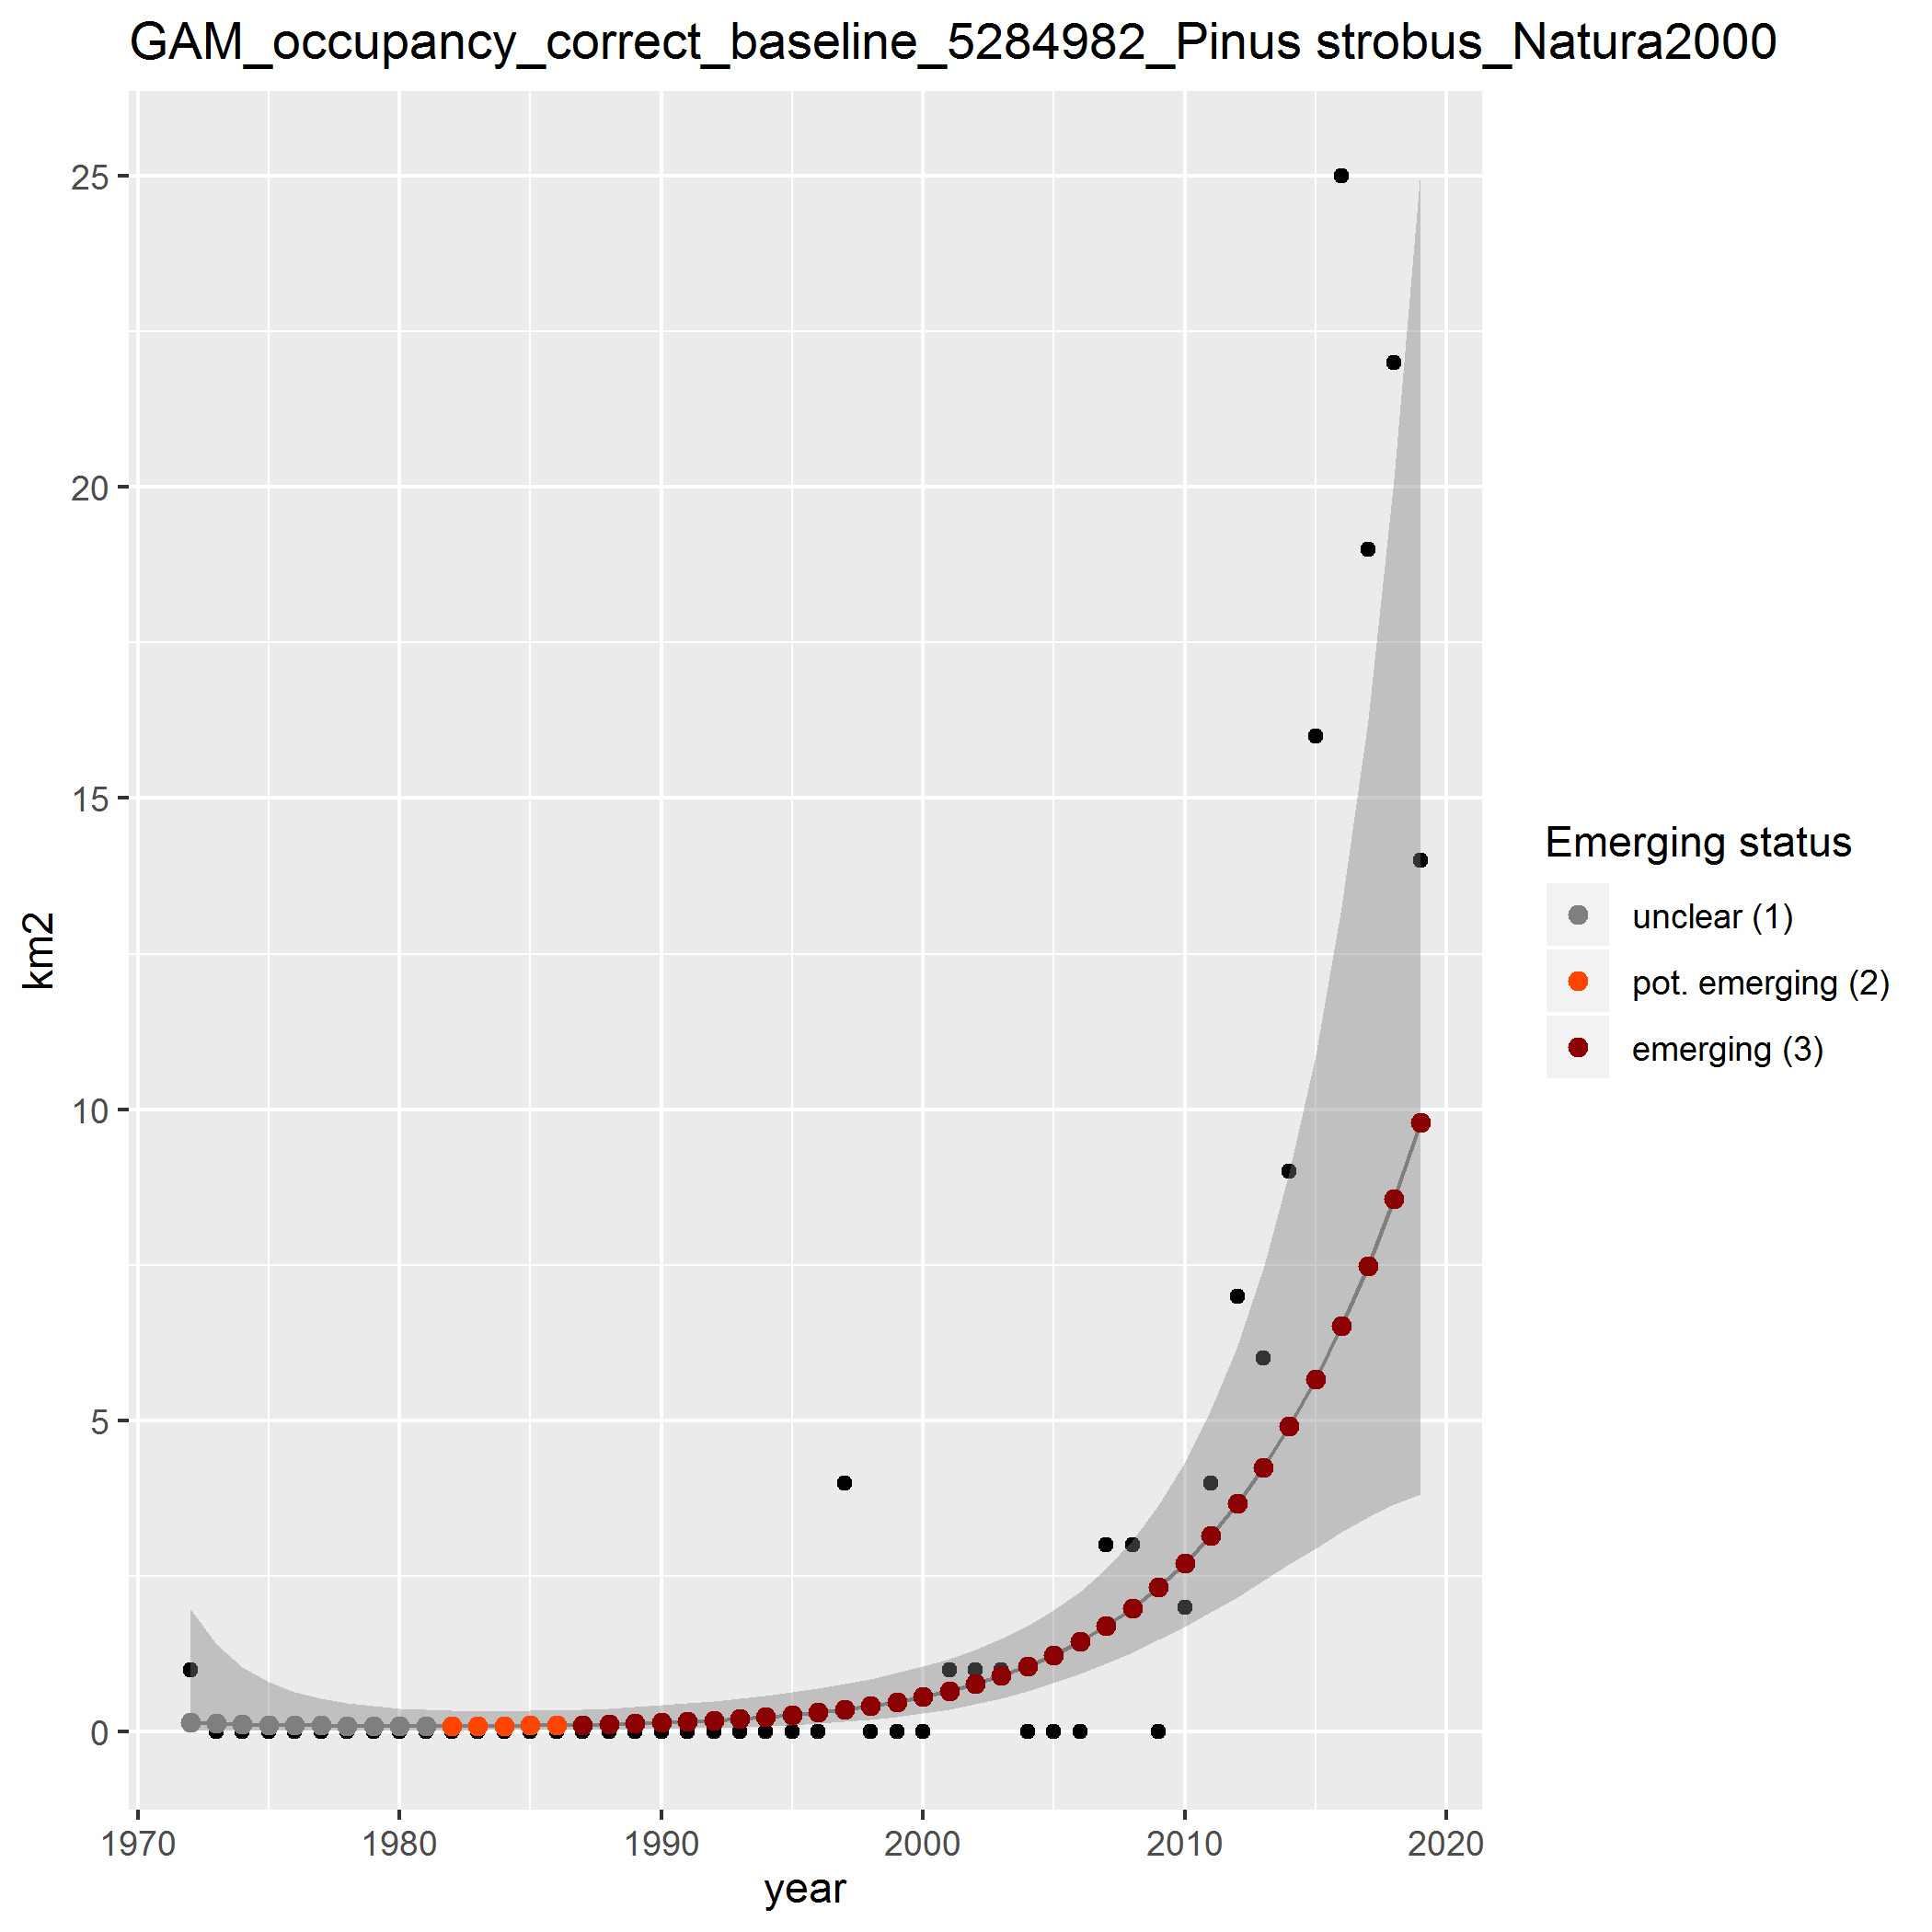 GAM_occupancy_correct_baseline_5284982_Pinus strobus_Natura2000
25
20
15
10
5
0
km2
1970 1980 1990 2000 2010 2020
year
Emerging status
unclear (1)
pot. emerging (2)
emerging (3)